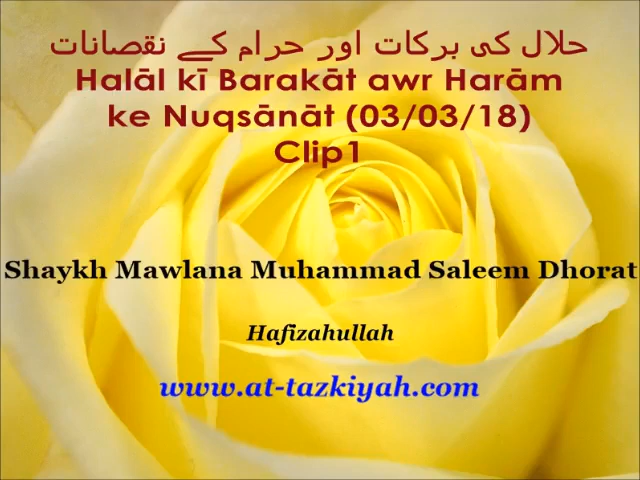 حلال کی برکات اور حرام کے نقصانات
Halāl kī Barakāt awr Harām
ke Nuqsānāt (03/03/18)
Clip1
Shaykh Mawlana Muhammad Saleem Dhorat
Hafizahullah
www.at-tazkiyah.com